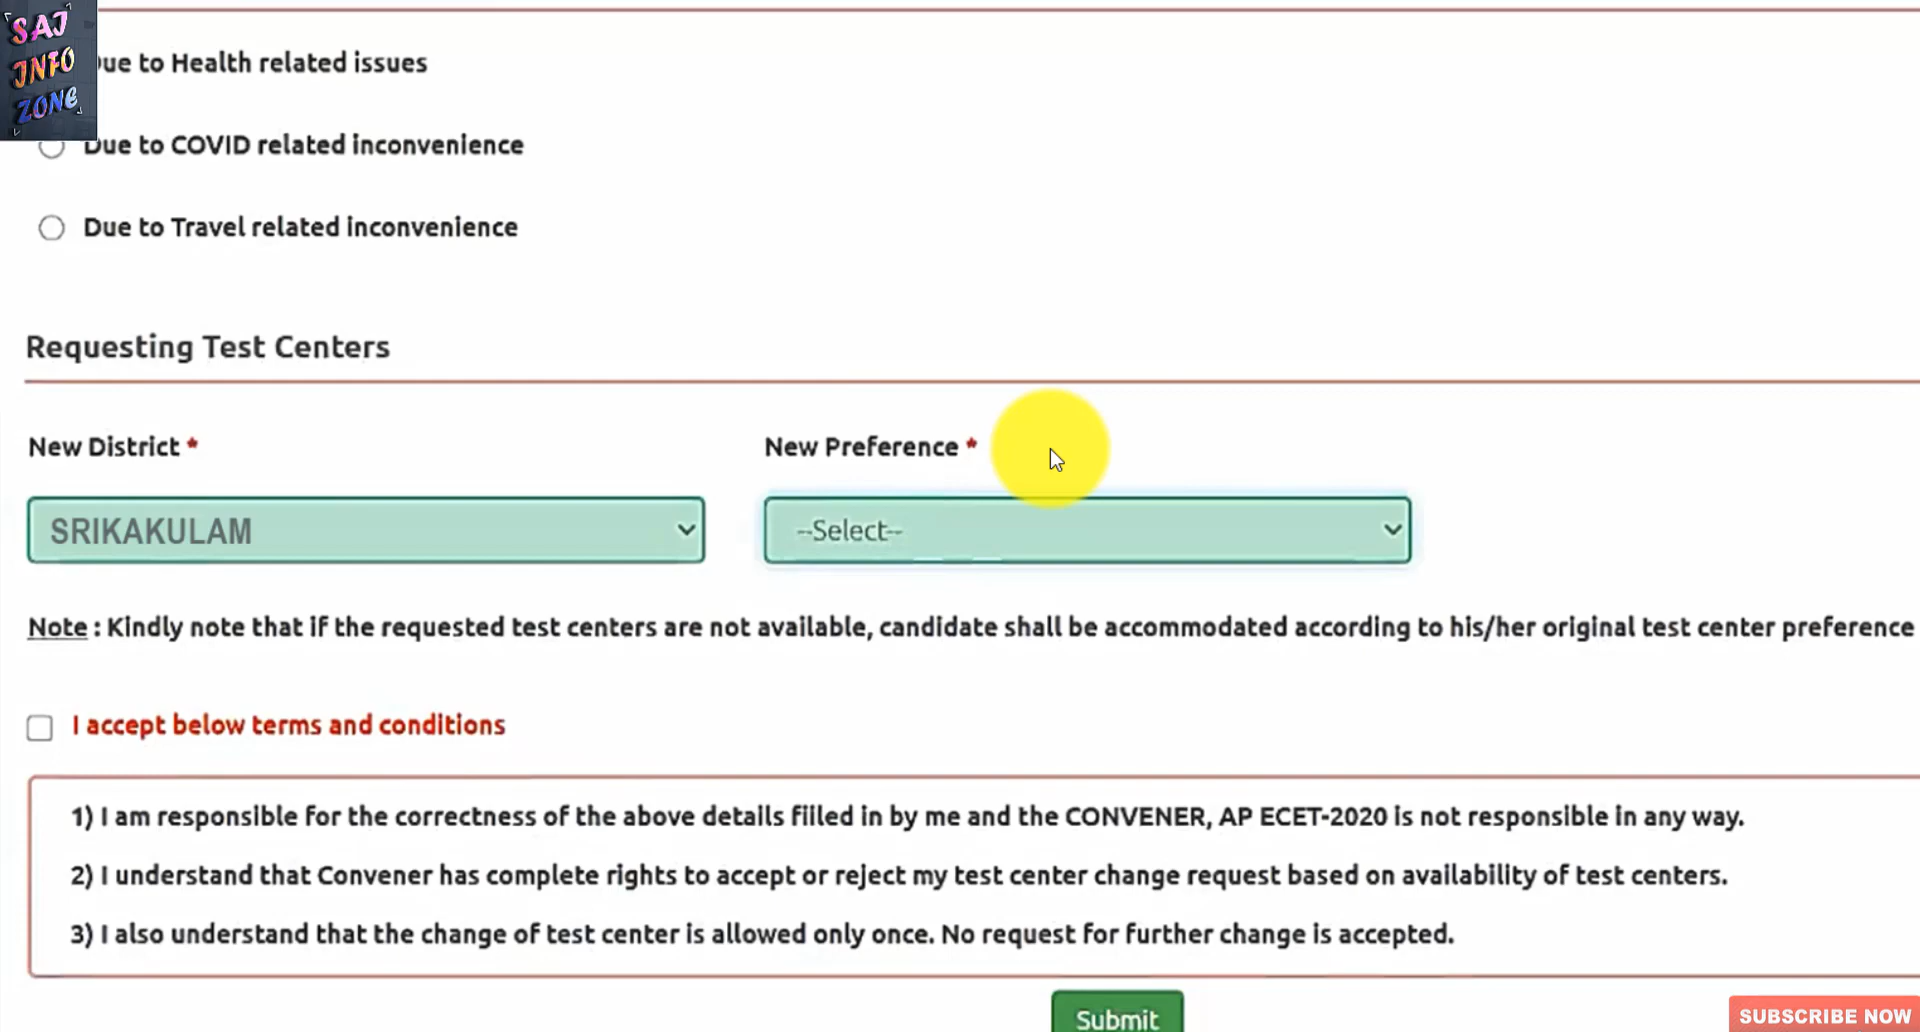 SAJ
INFO
ZONE
ue to Health related issues
Due to COVID related inconvenience
Due to Travel related inconvenience
Requesting Test Centers
New District *
New Preference *
SRIKAKULAM
--Select--
Note : Kindly note that if the requested test centers are not available, candidate shall be accommodated according to his/her original test center preference
I accept below terms and conditions
1) I am responsible for the correctness of the above details fiiled in by me and the CONVENER, AP ECET-2020 is not responsible in any way.
2) I understand that Convener has complete rights to accept or reject my test center change request based on availability of test centers.
3) I also understand that the change of test center is allowed only once. No request for further change is accepted.
Submit
SUBSCRIBE NOW